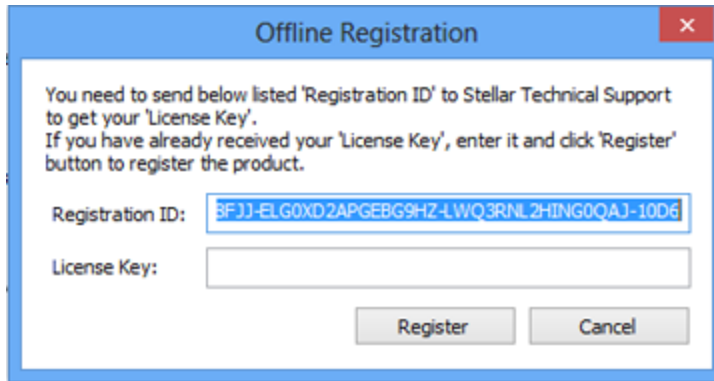 Offline Registration
You need to send below listed 'Registration ID' to Stellar Technical Support
to get your 'License Key'.
If you have already received your 'License Key', enter it and click 'Register'
button to register the product.
Registration ID: 3FJJ-ELG0XD2APGEBG9HZ-LWQ3RNL2HING0QAJ-10D6
License Key:
Register Cancel